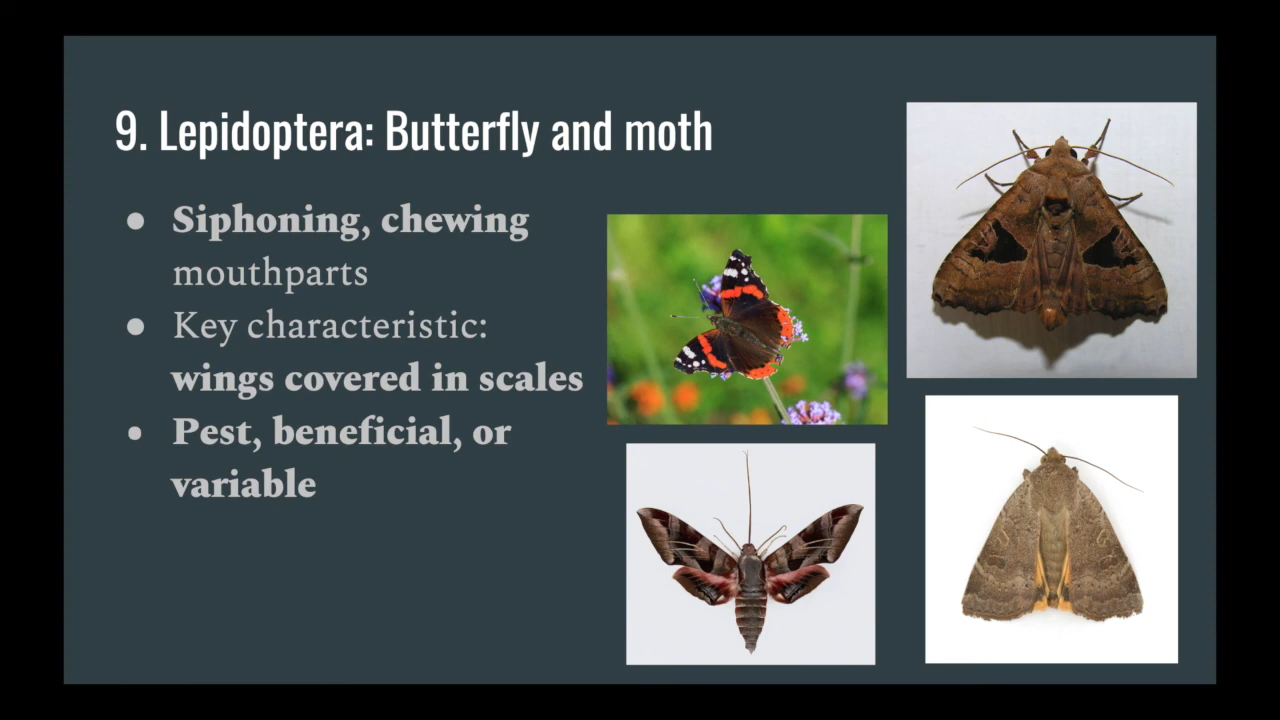 9. Lepidoptera: Butterfly and moth
● Siphoning, chewing
mouthparts
● Key characteristic:
wings covered in scales
● Pest, beneficial, or
variable